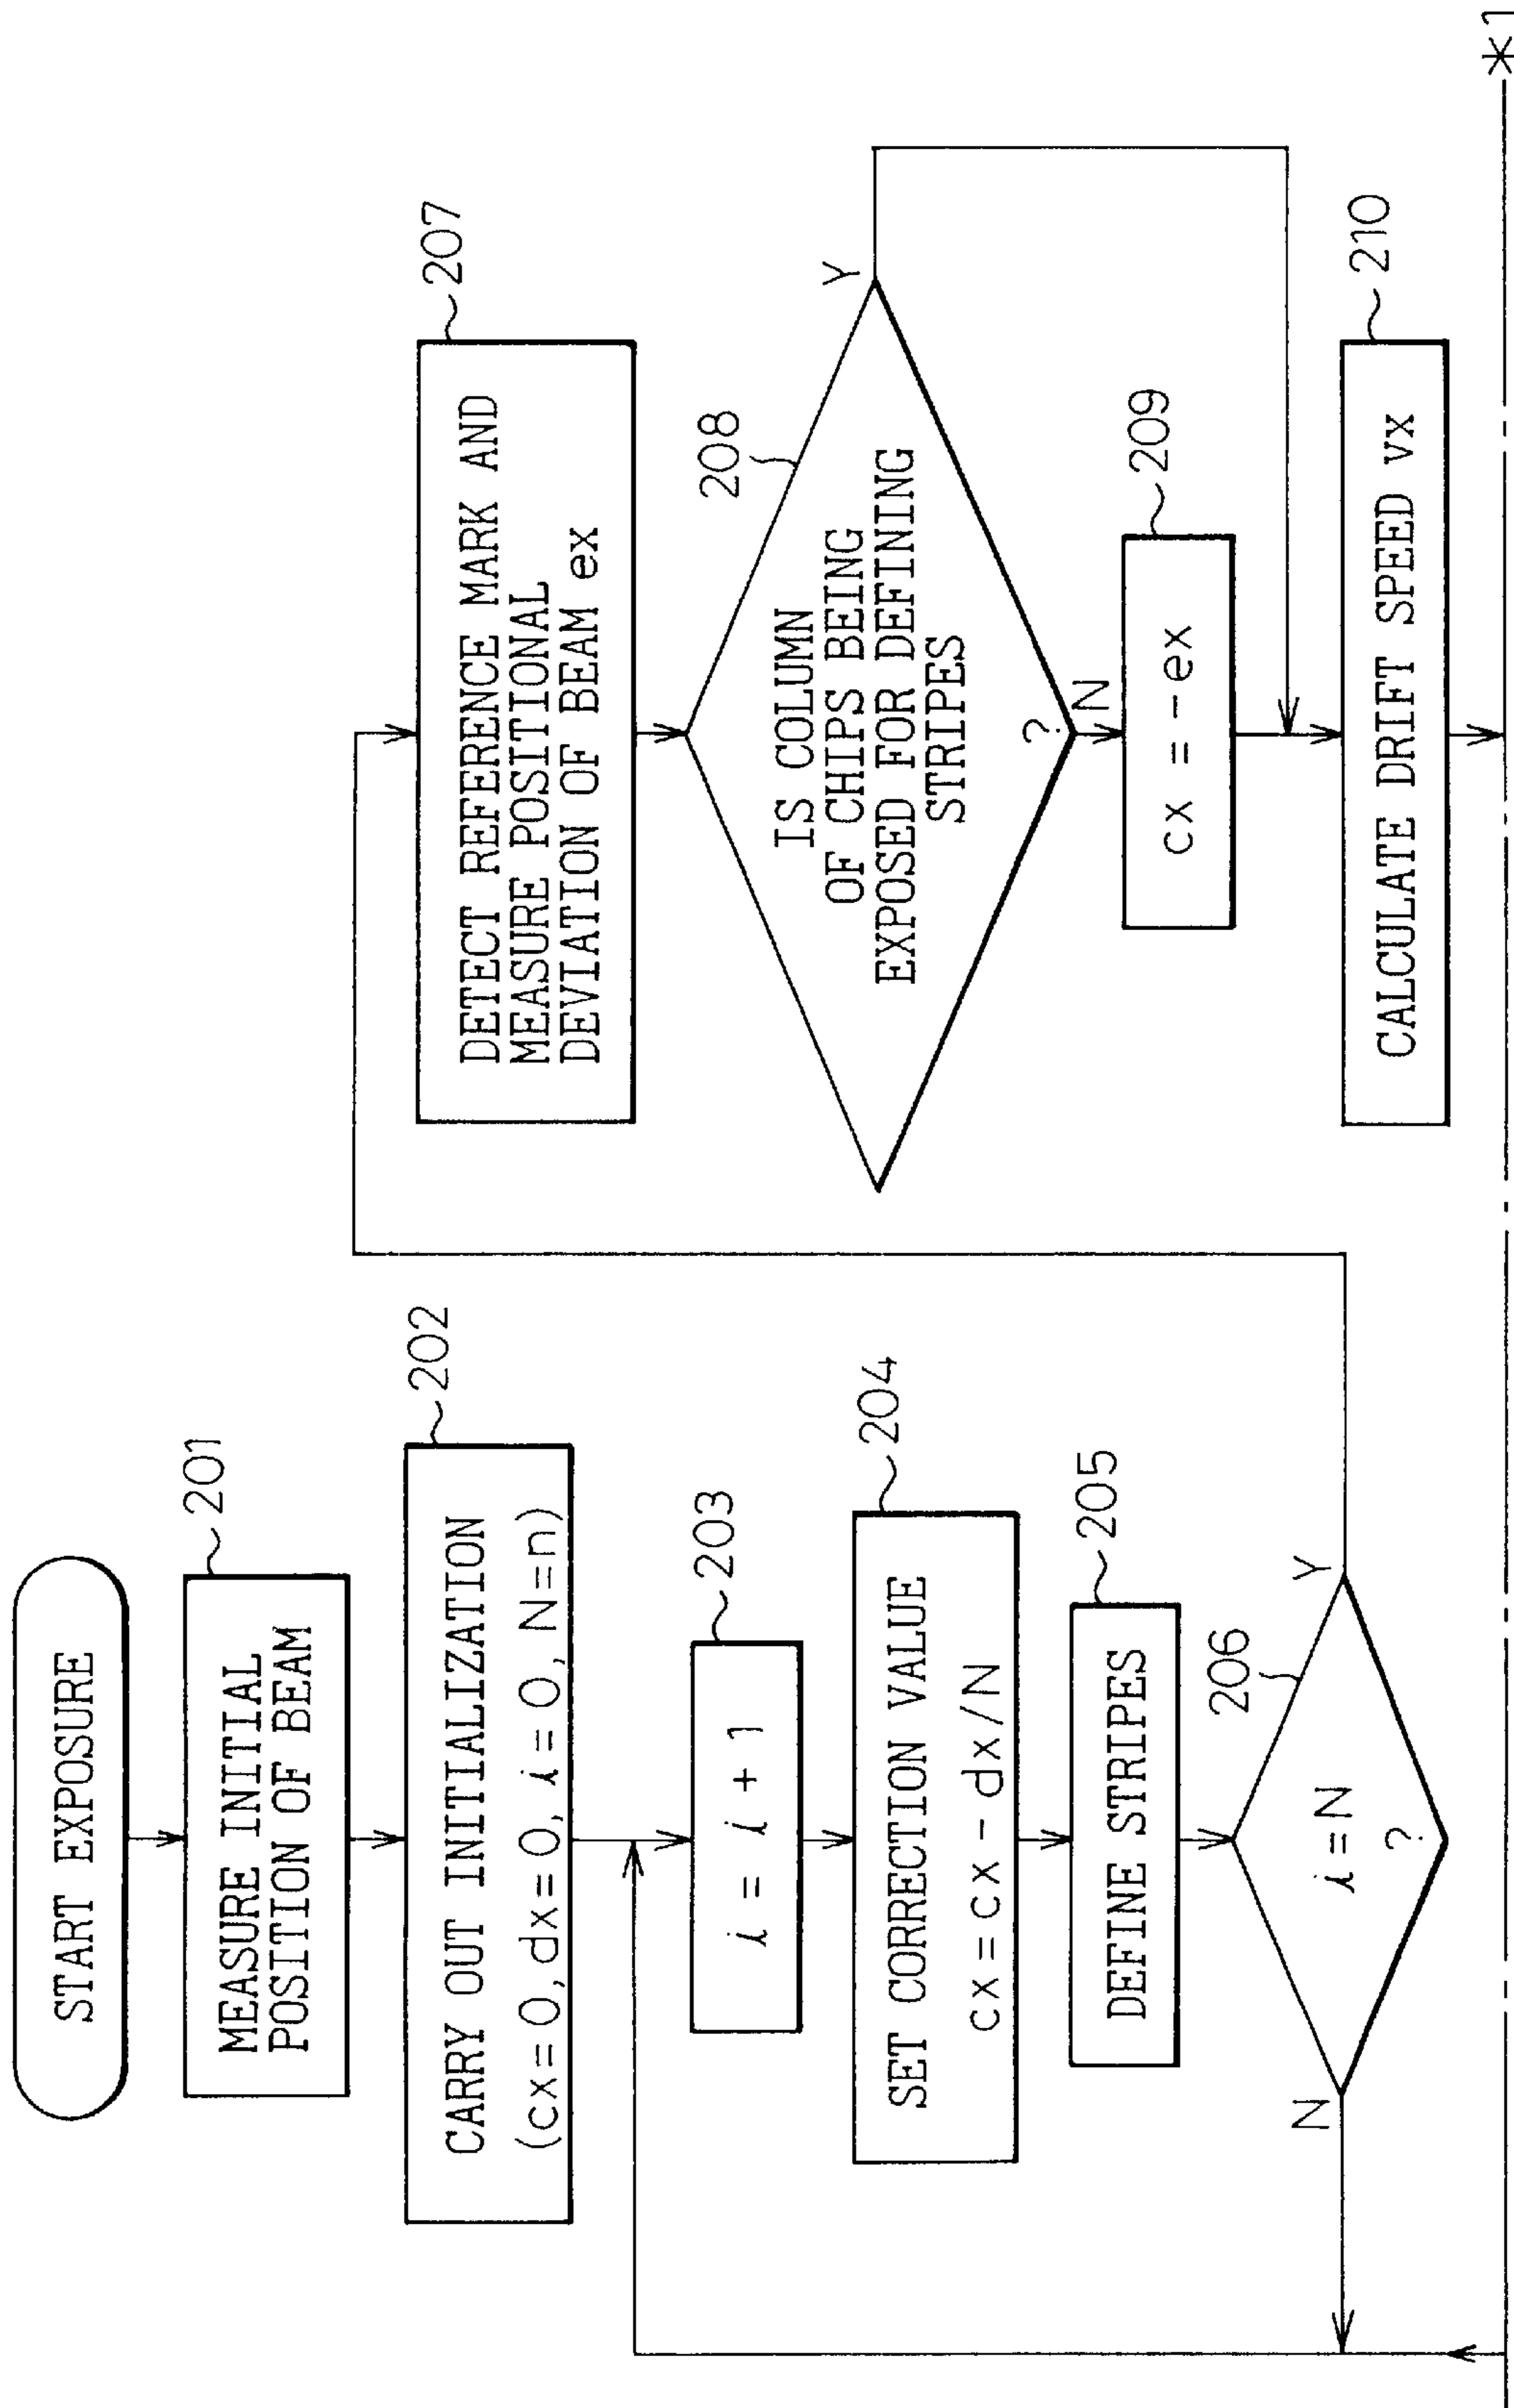 START EXPOSURE
201
MEASURE INITIAL
POSITION OF BEAM
202
CARRY OUT INITIALIZATION
(cx=0, dx=0, i=0, N=n)
203
i = i + 1
204
SET CORRECTION VALUE
cx = cx - dx/N
205
DEFINE STRIPES
206
i=N
?
N
Y
207
DETECT REFERENCE MARK AND
MEASURE POSITIONAL
DEVIATION OF BEAM ex
208
IS COLUMN
OF CHIPS BEING
EXPOSED FOR DEFINING
STRIPES
?
Y
N
209
cx = -ex
210
CALCULATE DRIFT SPEED vx
*1